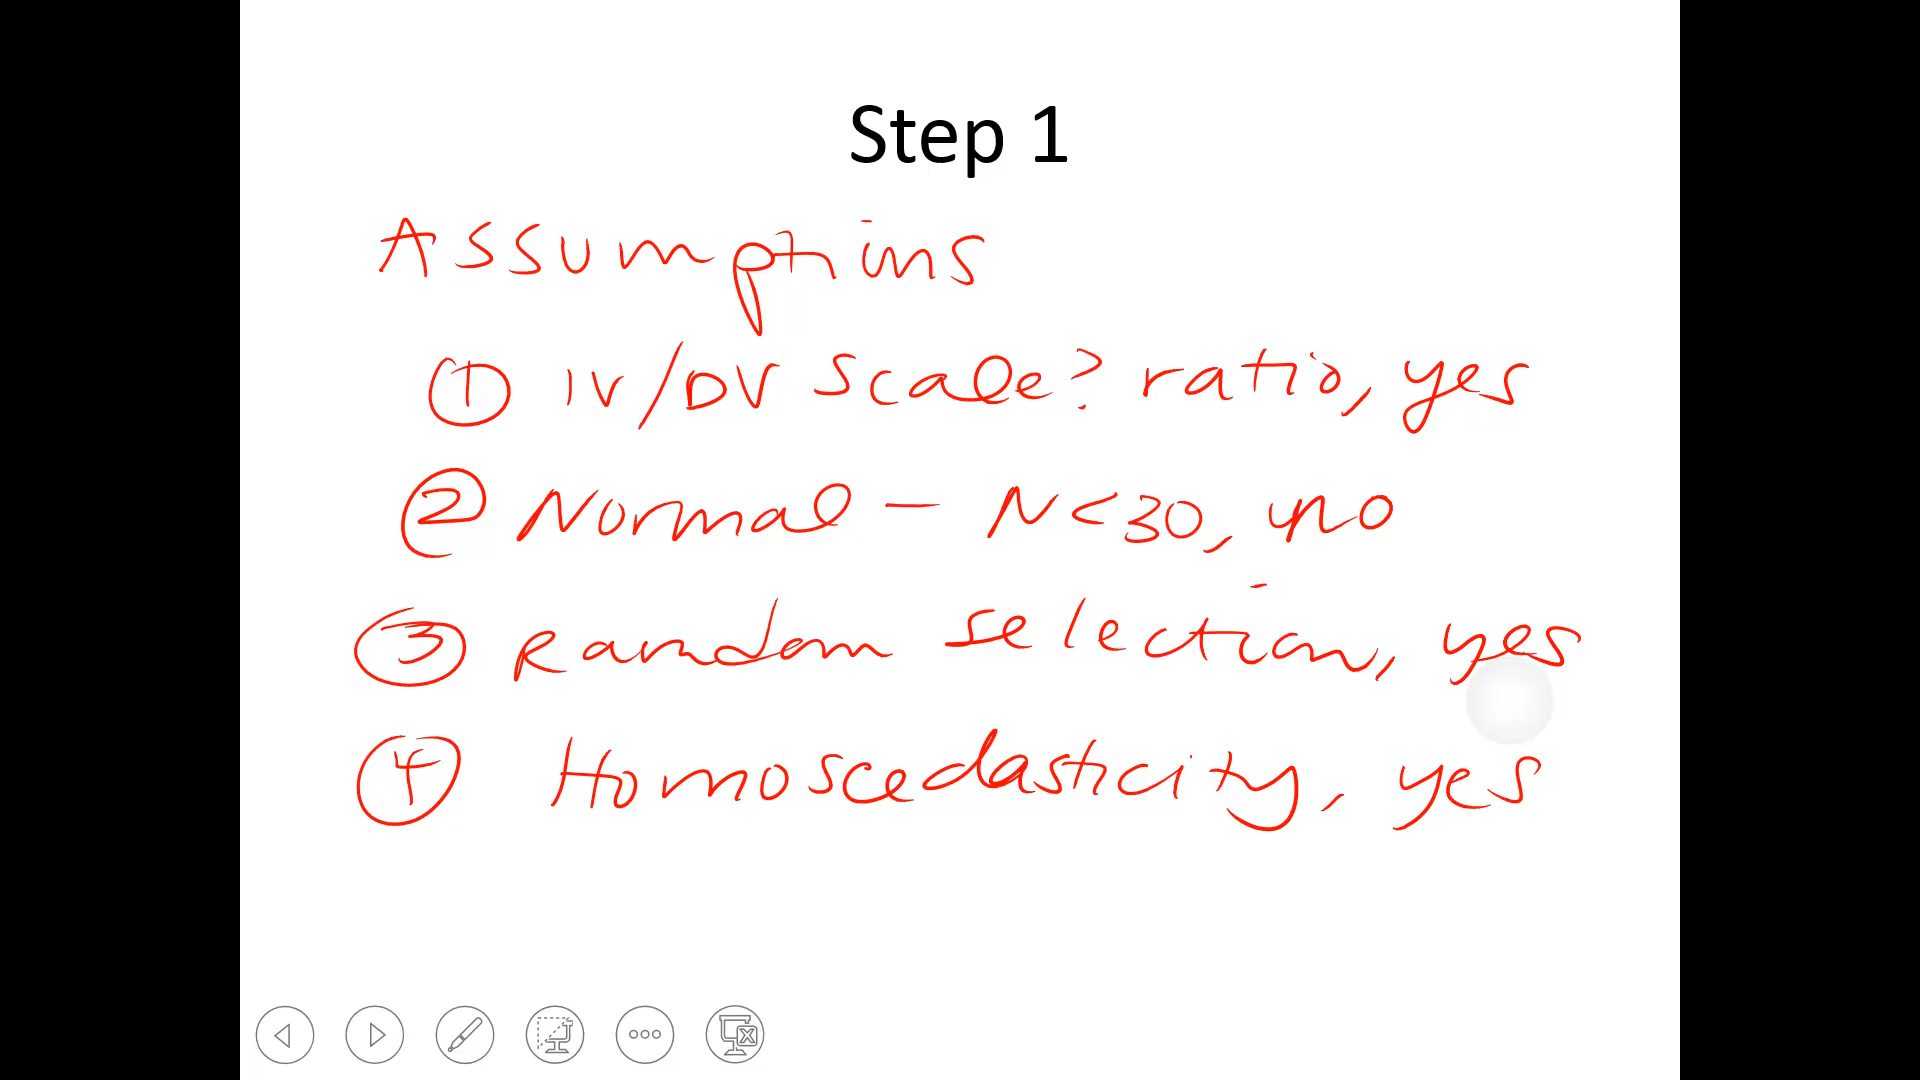 Step 1
Assumptions
① IV/DV scale? ratio, yes
② Normal – N<30, no
③ Random selection, yes
④ Homoscedasticity, yes